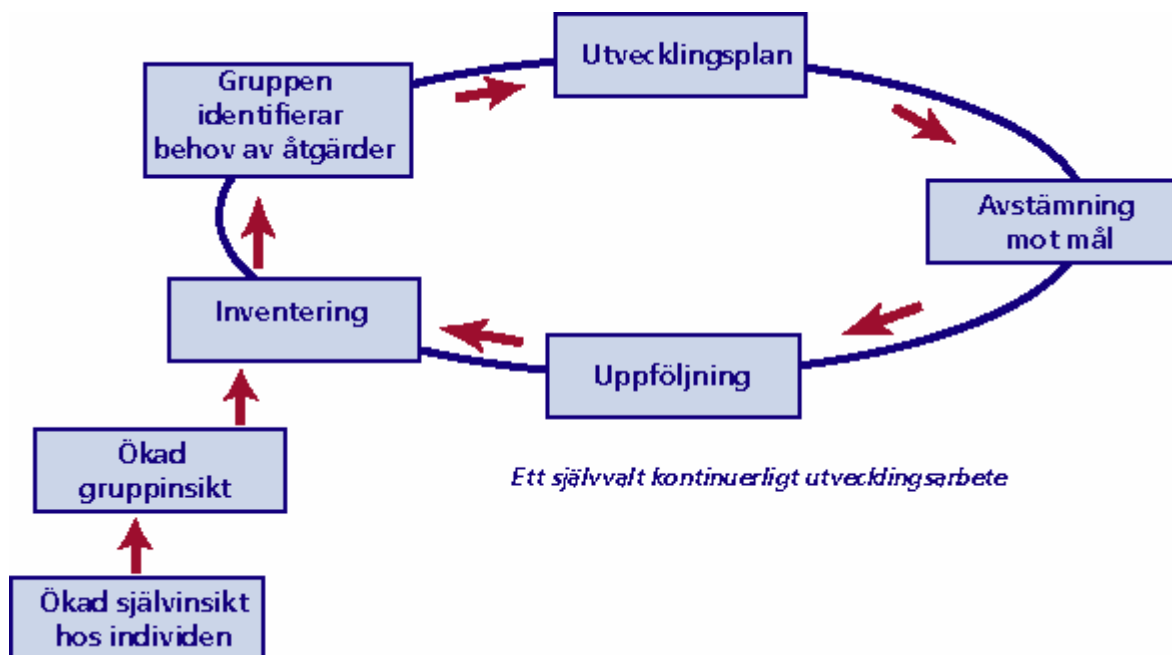 Utvecklingsplan
Gruppen
identifierar
behov av åtgärder
Avstämning
mot mål
Inventering
Uppföljning
Ökad
gruppinsikt
Ett självvalt kontinuerligt utvecklingsarbete
Ökad självinsikt
hos individen